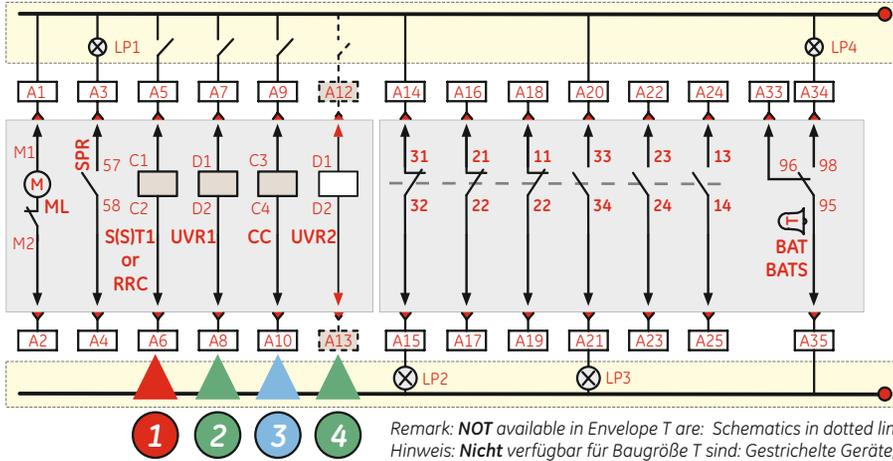 LP1 LP4
A1 A3 A5 A7 A9 A12 A14 A16 A18 A20 A22 A24 A33 A34
M1 SPR 57 C1 D1 C3 D1 31 21 11 33 23 13 96 98
M
ML 58 C2 D2 C4 D2 32 22 22 34 24 14 95
M2 S(S)T1 UVR1 CC UVR2 T
or BAT
RRC BATS
A2 A4 A6 A8 A10 A13 A15 A17 A19 A21 A23 A25 A35
LP2 LP3
1 2 3 4
Remark: NOT available in Envelope T are: Schematics in dotted lin
Hinweis: Nicht verfügbar für Baugröße T sind: Gestrichelte Geräte